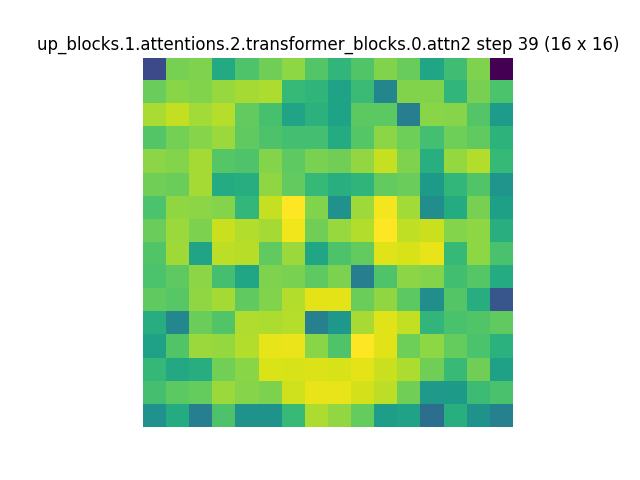 up_blocks.1.attentions.2.transformer_blocks.0.attn2 step 39 (16 x 16)